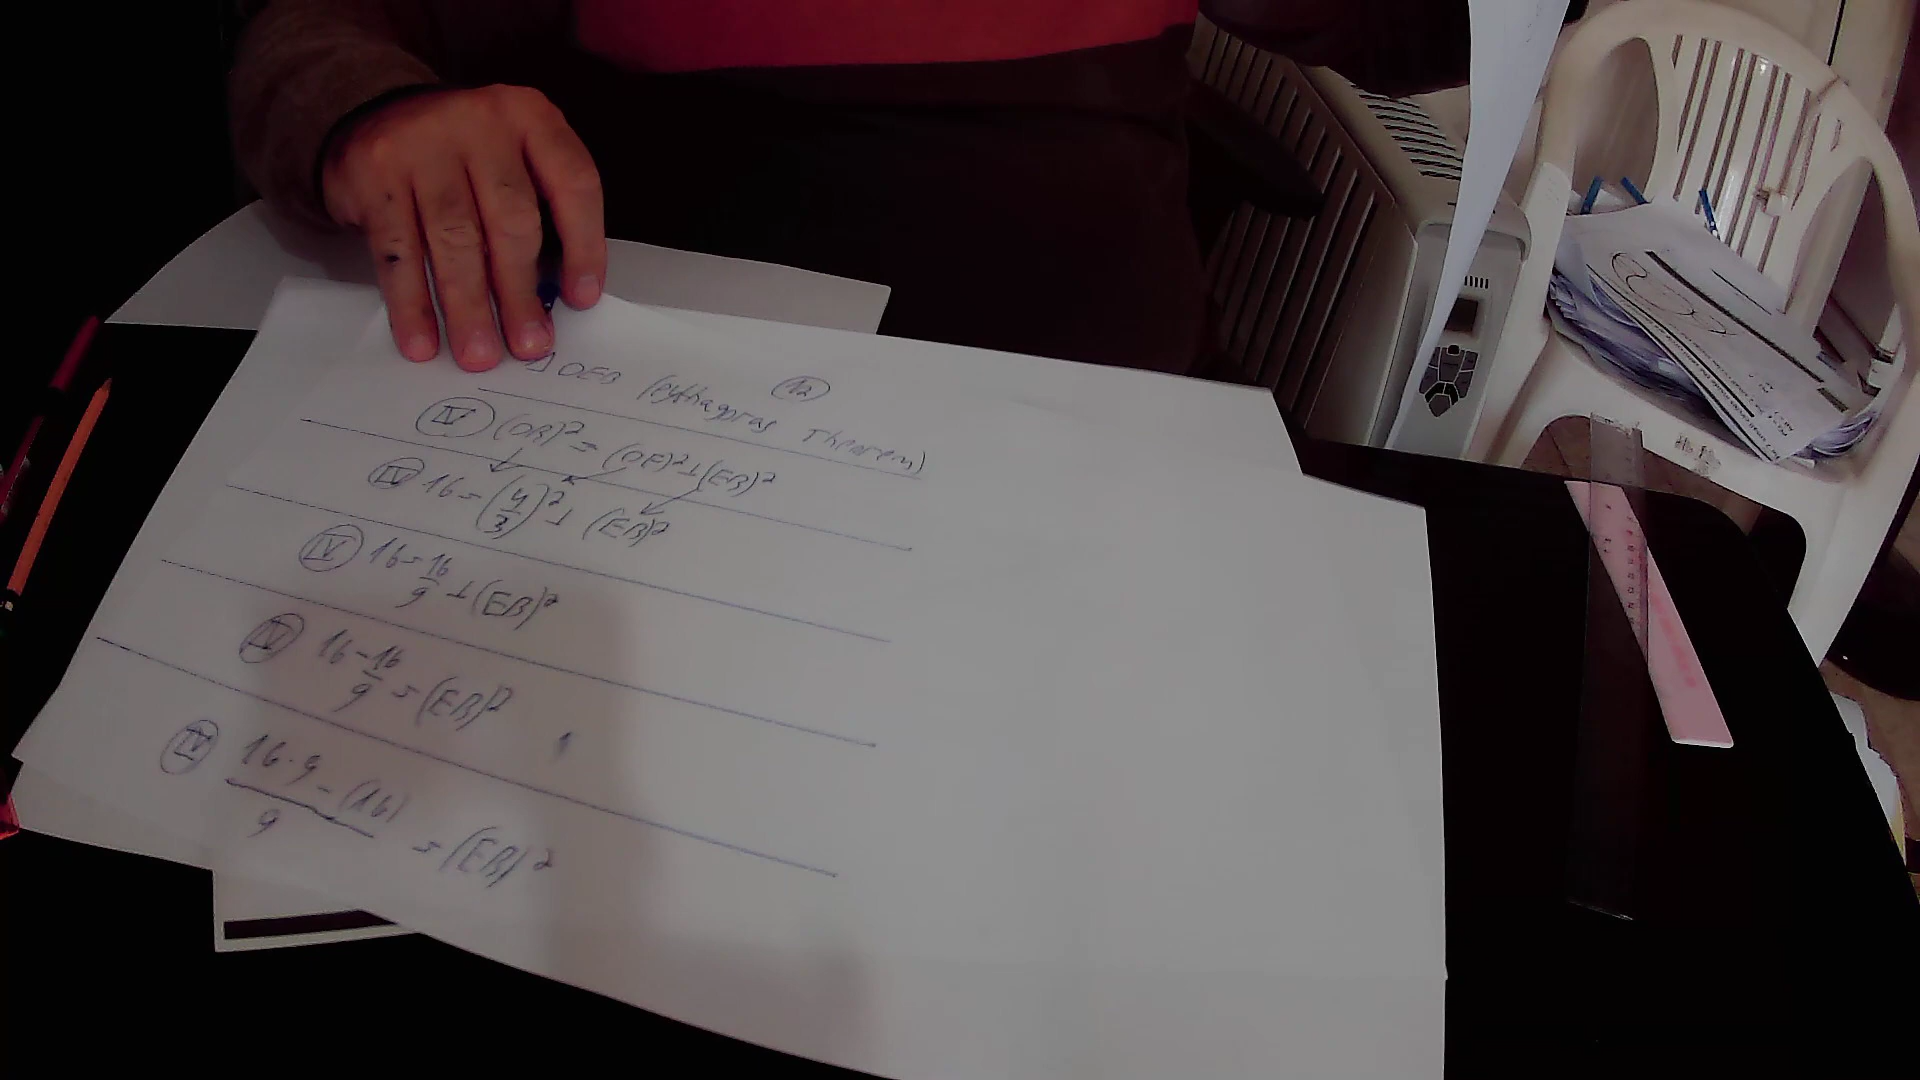 Δ OEB (pythagoras Theorem)
12
IV (OB)² = (OE)² + (EB)²
IV 16 = (4/3)² + (EB)²
IV 16 = 16/9 + (EB)²
IV 16 - 16/9 = (EB)²
IV 16·9 - (16) / 9 = (EB)²